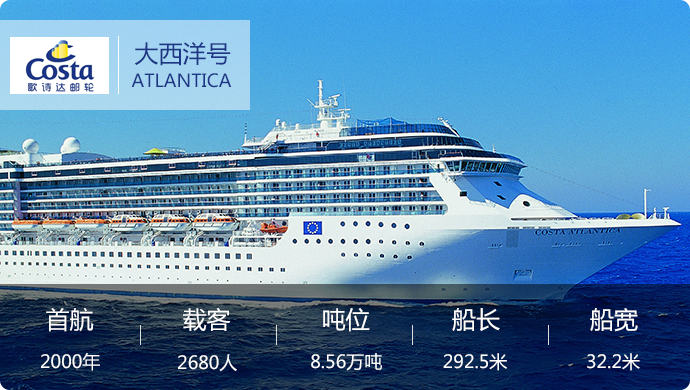 Costa
歌诗达邮轮
大西洋号
ATLANTICA
COSTA ATLANTICA
首航 载客 吨位 船长 船宽
2000年 2680人 8.56万吨 292.5米 32.2米